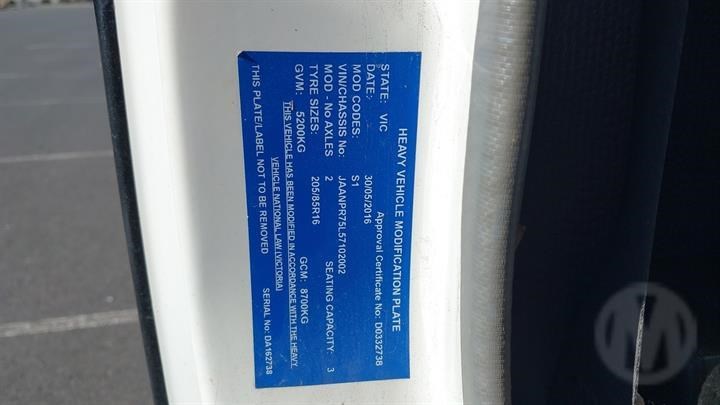 HEAVY VEHICLE MODIFICATION PLATE
STATE: VIC Approval Certificate No: D0332738
DATE: 30/05/2016
MOD CODES: S1
VIN/CHASSIS No: JAANPR75L57102002
MOD - No AXLES 2 SEATING CAPACITY: 3
TYRE SIZES: 205/85R16
GVM: 5200KG GCM: 8700KG
THIS VEHICLE HAS BEEN MODIFIED IN ACCORDANCE WITH THE HEAVY
VEHICLE NATIONAL LAW (VICTORIA)
THIS PLATE/LABEL NOT TO BE REMOVED SERIAL No: DA162738
M